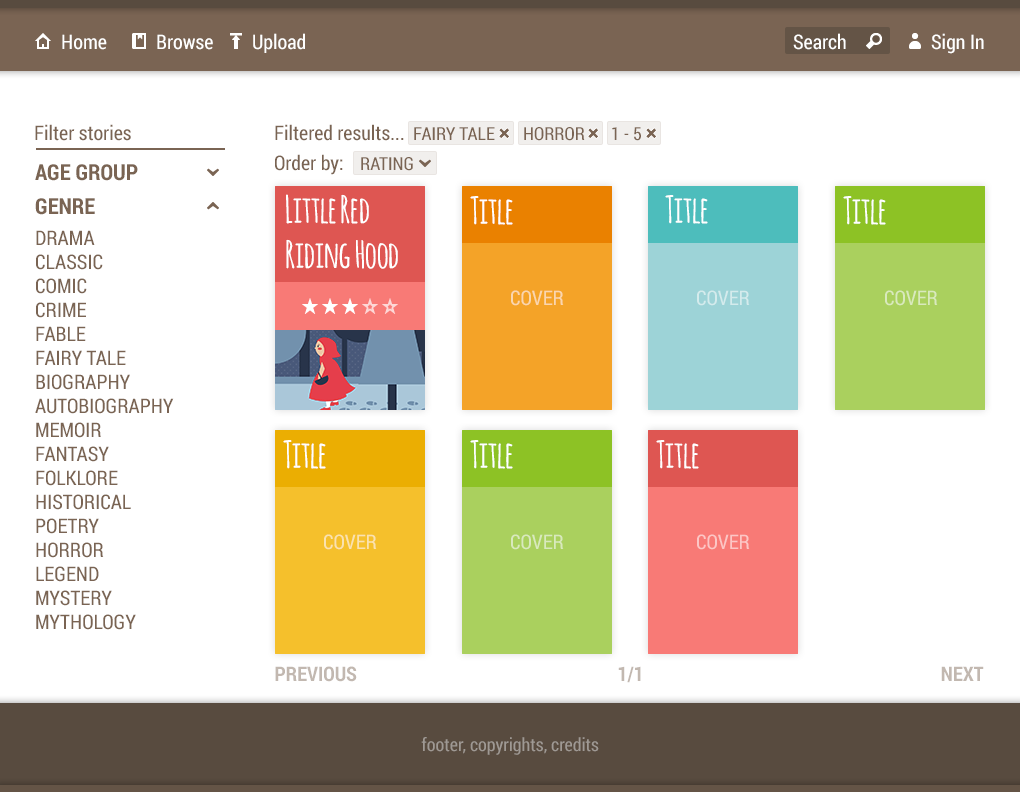 Home Browse Upload Search Sign In
Filter stories
AGE GROUP
GENRE
DRAMA
CLASSIC
COMIC
CRIME
FABLE
FAIRY TALE
BIOGRAPHY
AUTOBIOGRAPHY
MEMOIR
FANTASY
FOLKLORE
HISTORICAL
POETRY
HORROR
LEGEND
MYSTERY
MYTHOLOGY
Filtered results... FAIRY TALE × HORROR × 1 - 5 ×
Order by: RATING
Little Red
Riding Hood
Title
COVER
Title
COVER
Title
COVER
Title
COVER
Title
COVER
Title
COVER
PREVIOUS 1/1 NEXT
footer, copyrights, credits